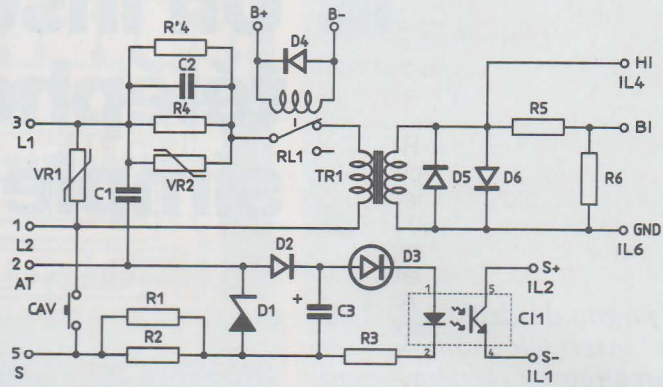 B+ B-
R'4 D4
C2 HI
IL4
R4 R5 BI
3
L1 RL1
VR1 VR2 TR1 D5 D6 R6
C1
1 GND
L2 D2 D3 IL6
2
AT S+
1 5 IL2
CAV R1 D1 + C3 CI1
R2 R3 2 4
5 S-
S IL1